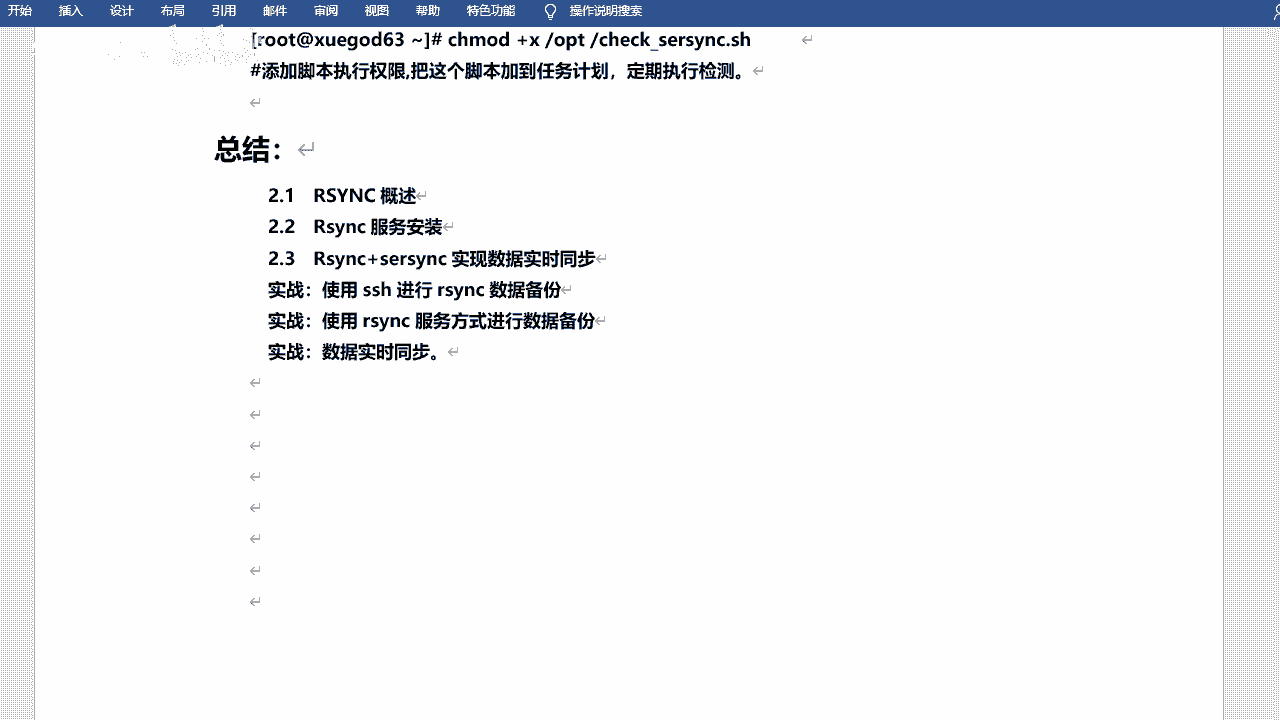 开始 插入 设计 布局 引用 邮件 审阅 视图 帮助 特色功能 操作说明搜索
[root@xuegod63 ~]# chmod +x /opt /check_sersync.sh
#添加脚本执行权限,把这个脚本加到任务计划，定期执行检测。
总结：
2.1 RSYNC 概述
2.2 Rsync 服务安装
2.3 Rsync+sersync 实现数据实时同步
实战：使用 ssh 进行 rsync 数据备份
实战：使用 rsync 服务方式进行数据备份
实战：数据实时同步。